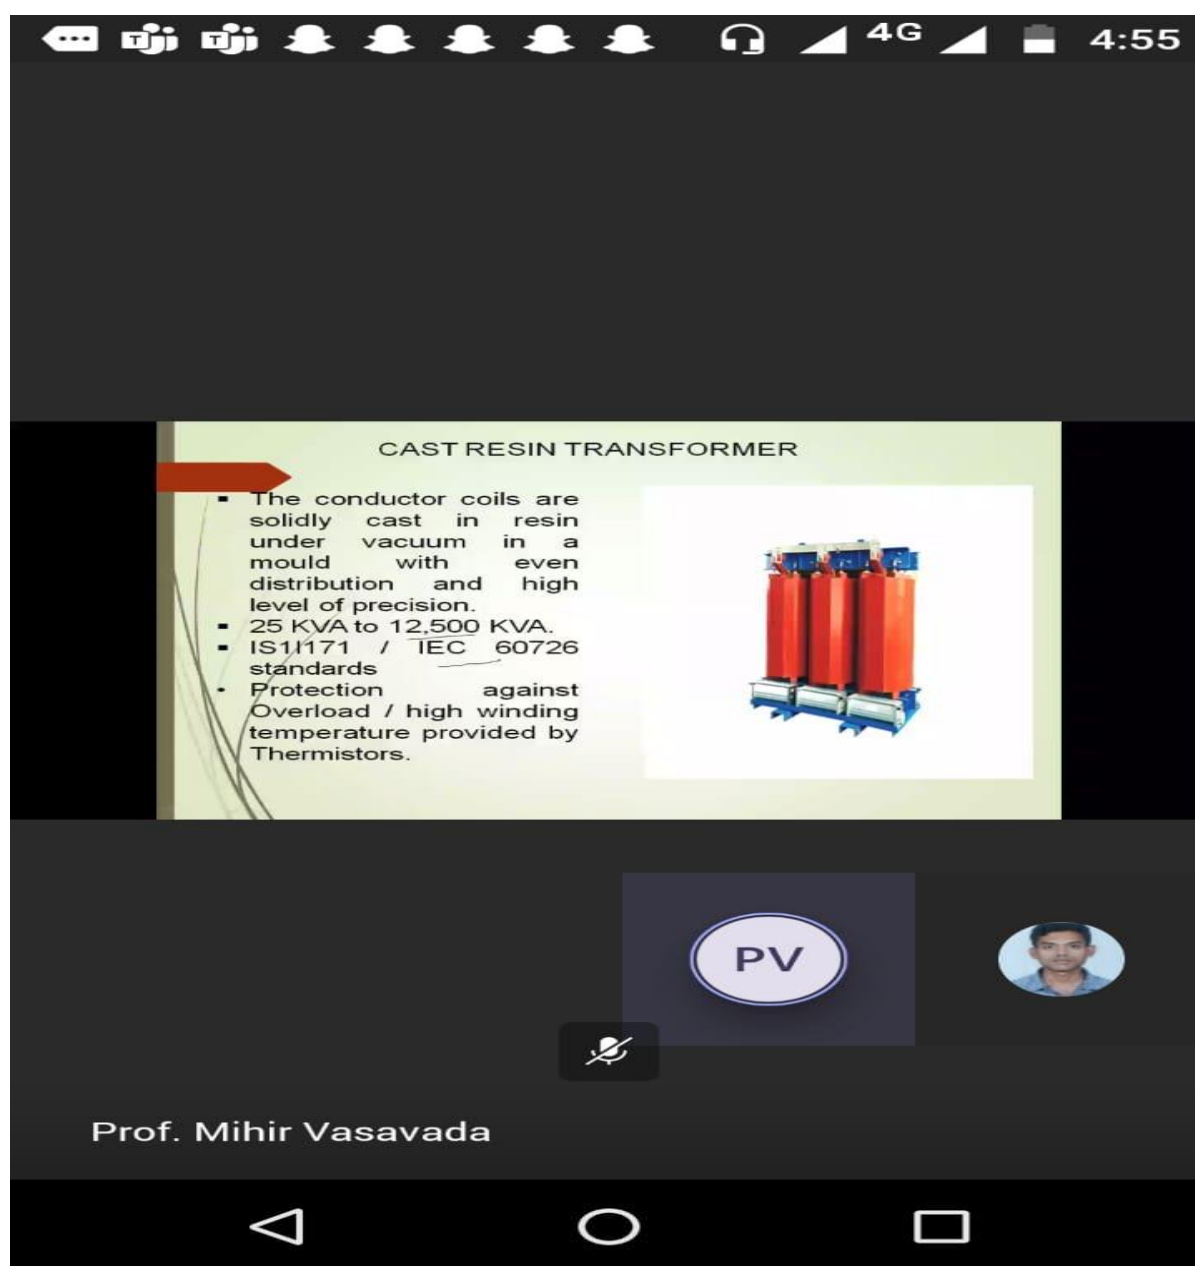 4G 4:55
CAST RESIN TRANSFORMER
▪ The conductor coils are
solidly cast in resin
under vacuum in a
mould with even
distribution and high
level of precision.
▪ 25 KVA to 12,500 KVA.
▪ IS11171 / IEC 60726
standards
• Protection against
Overload / high winding
temperature provided by
Thermistors.
PV
Prof. Mihir Vasavada